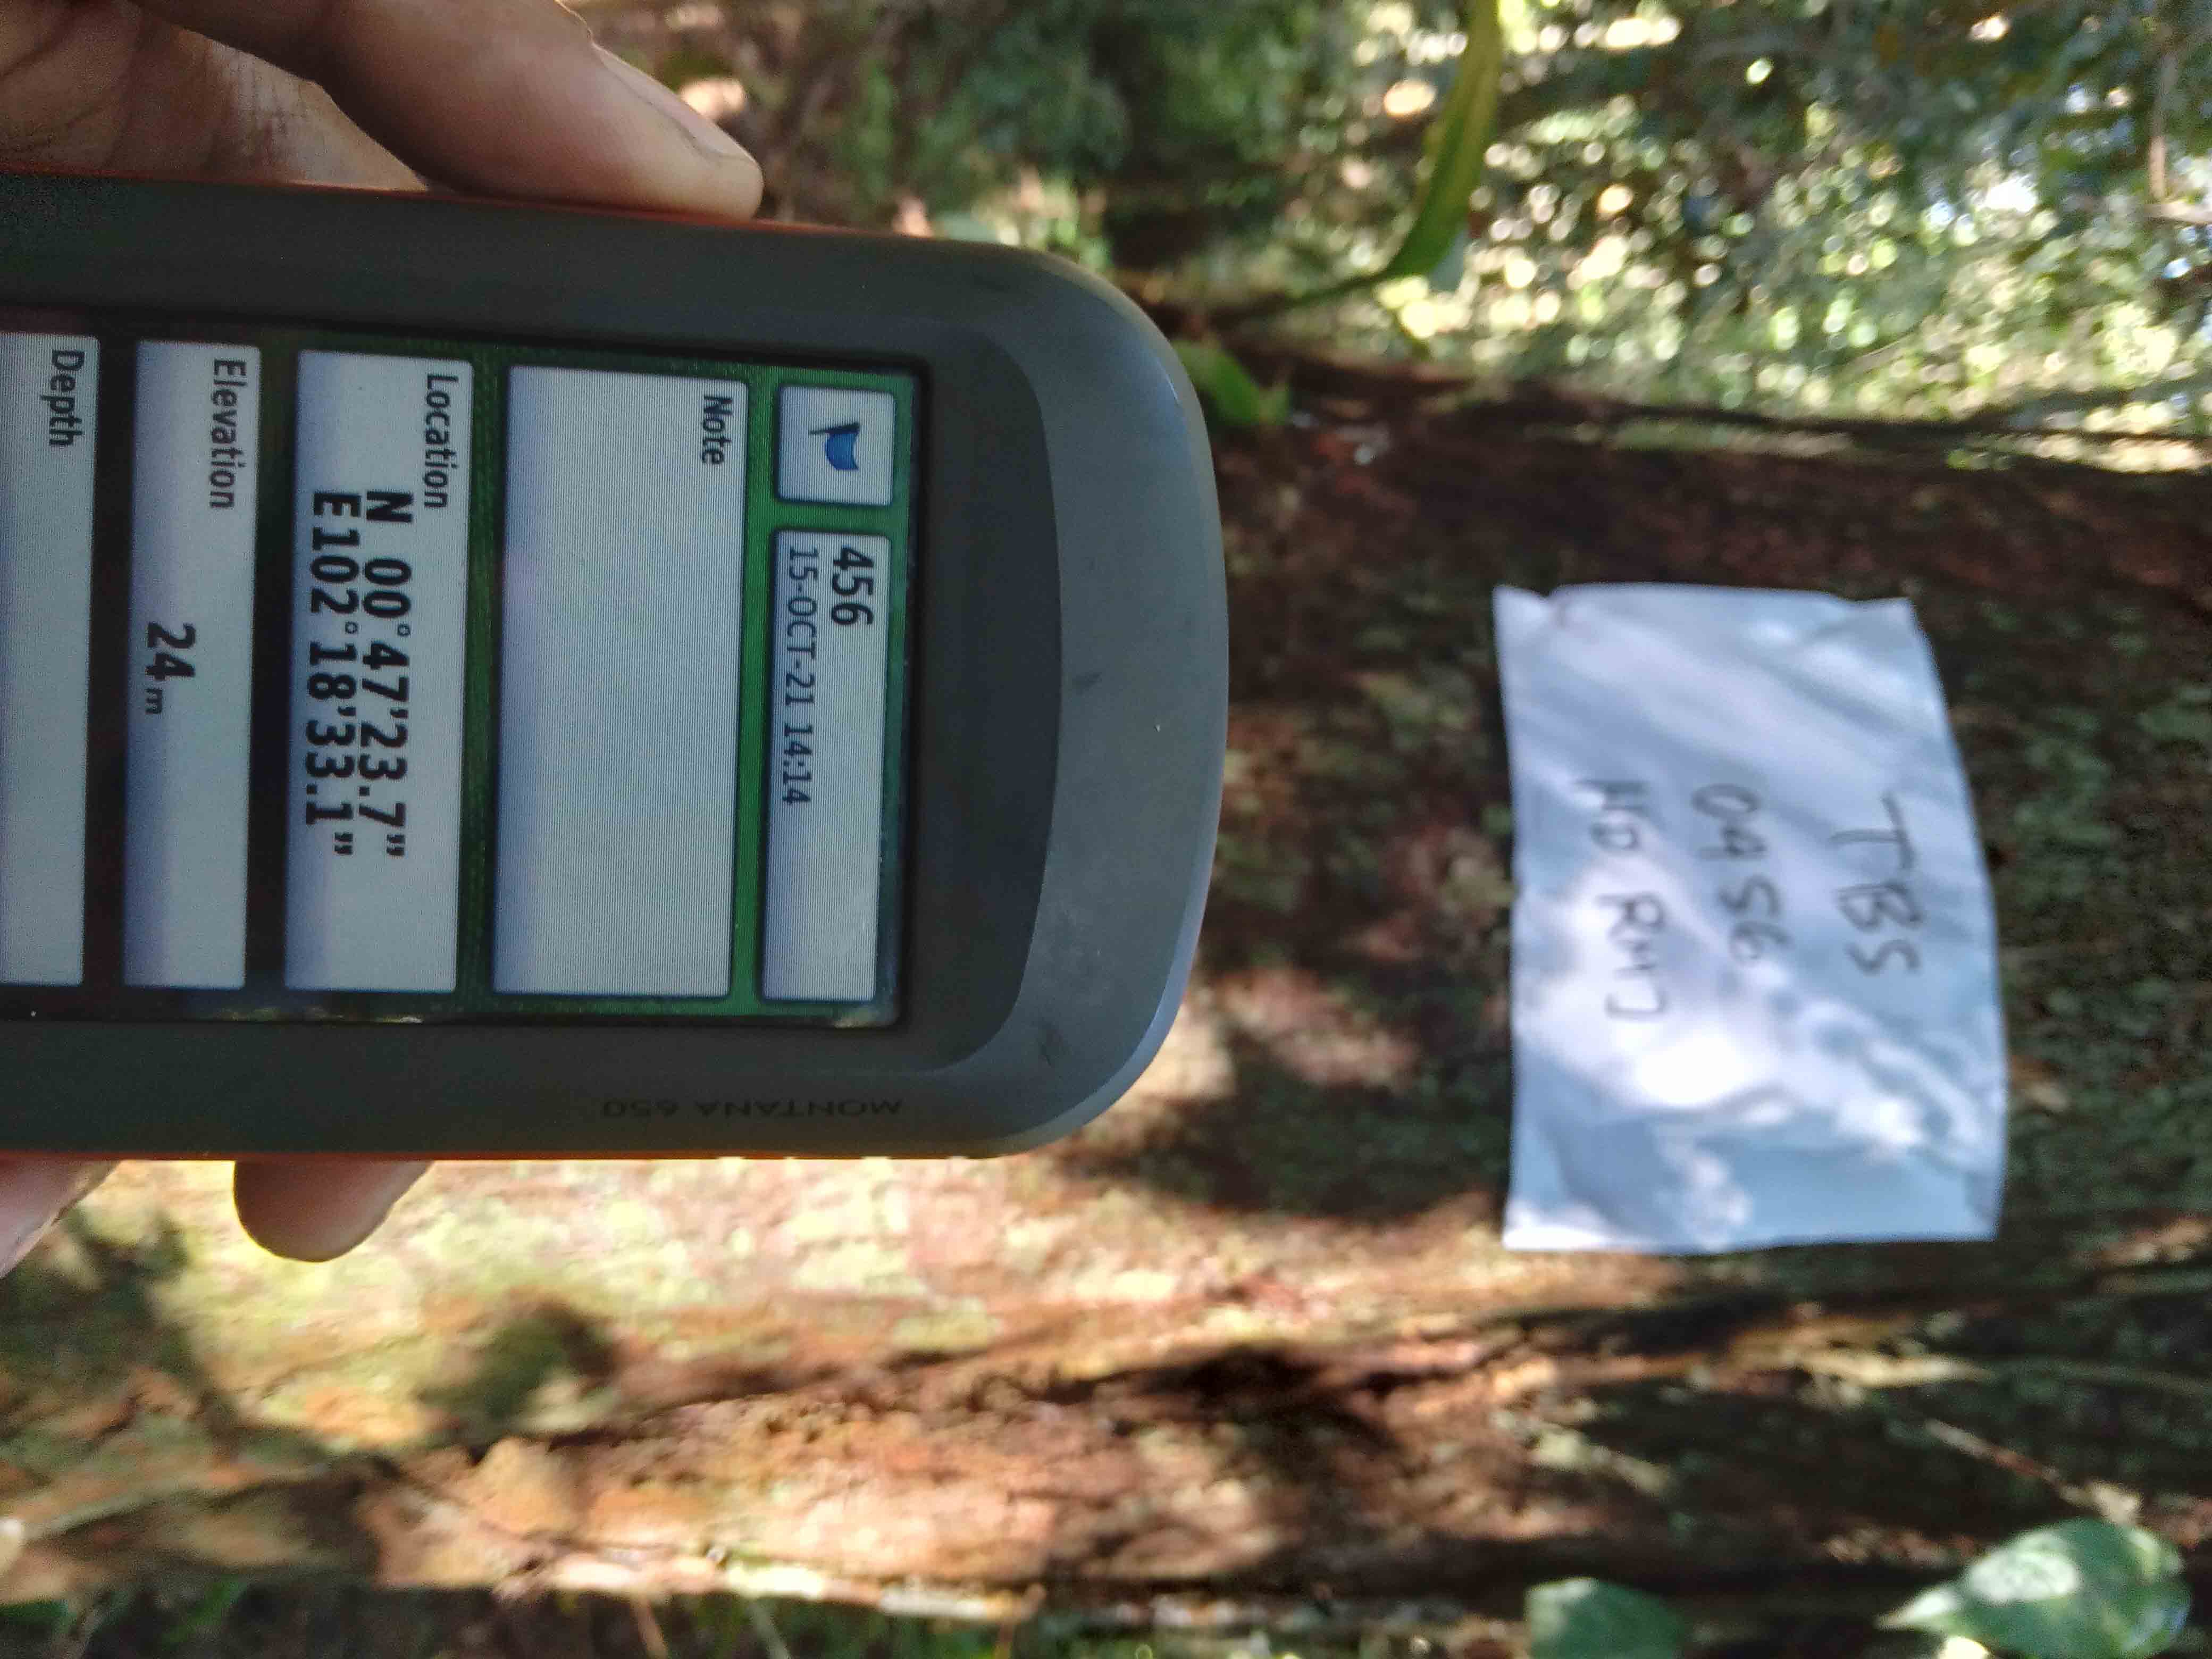 TBS
0456
HD RMJ
MONTANA 650
456
15-OCT-21 14:14
Note
Location
N 00°47'23.7"
E102°18'33.1"
Elevation
24m
Depth